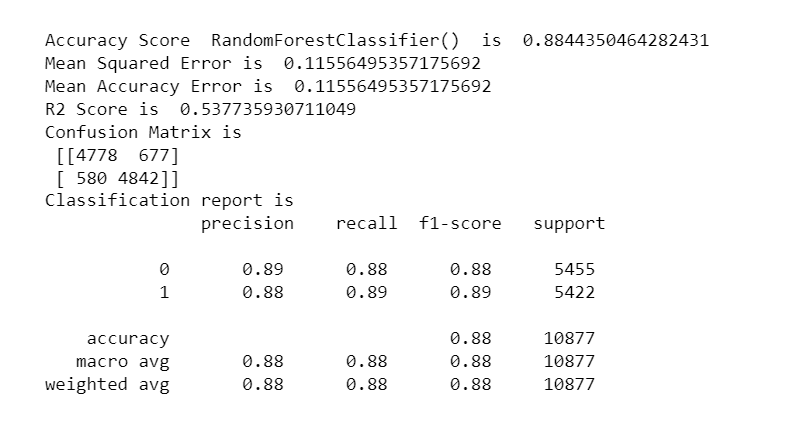 Accuracy Score  RandomForestClassifier()  is  0.8844350464282431
Mean Squared Error is  0.11556495357175692
Mean Accuracy Error is  0.11556495357175692
R2 Score is  0.537735930711049
Confusion Matrix is
 [[4778  677]
 [ 580 4842]]
Classification report is
               precision    recall  f1-score   support

           0       0.89      0.88      0.88      5455
           1       0.88      0.89      0.89      5422

    accuracy                           0.88     10877
   macro avg       0.88      0.88      0.88     10877
weighted avg       0.88      0.88      0.88     10877